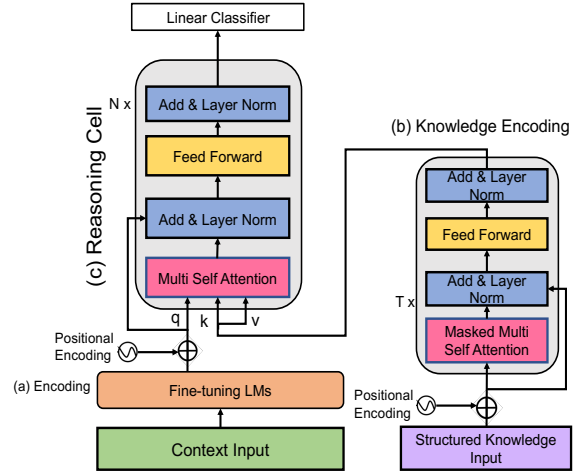 Linear Classifier
N x
(c) Reasoning Cell
Add & Layer Norm
Feed Forward
Add & Layer Norm
Multi Self Attention
q
k
v
Positional
Encoding
(a) Encoding
Fine-tuning LMs
Context Input
(b) Knowledge Encoding
Add & Layer
Norm
Feed Forward
Add & Layer
Norm
T x
Masked Multi
Self Attention
Positional
Encoding
Structured Knowledge
Input